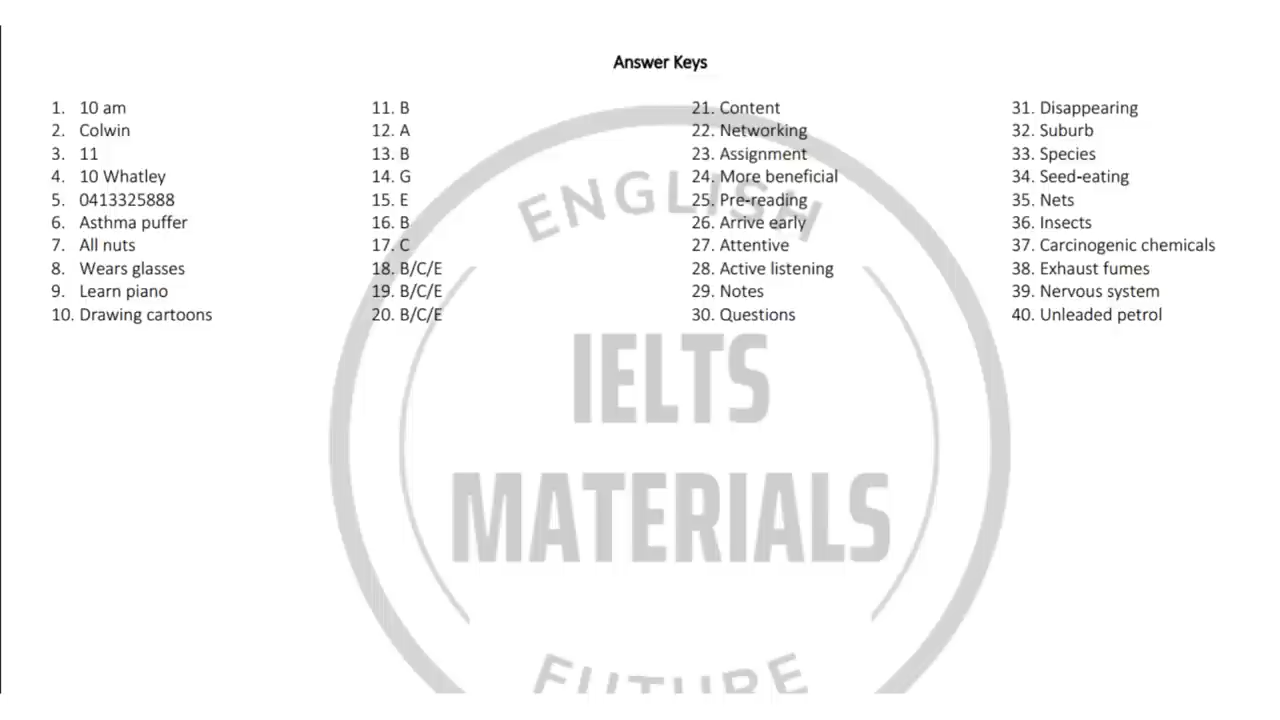 Answer Keys
1. 10 am
2. Colwin
3. 11
4. 10 Whatley
5. 0413325888
6. Asthma puffer
7. All nuts
8. Wears glasses
9. Learn piano
10. Drawing cartoons
11. B
12. A
13. B
14. G
15. E
16. B
17. C
18. B/C/E
19. B/C/E
20. B/C/E
21. Content
22. Networking
23. Assignment
24. More beneficial
25. Pre-reading
26. Arrive early
27. Attentive
28. Active listening
29. Notes
30. Questions
31. Disappearing
32. Suburb
33. Species
34. Seed-eating
35. Nets
36. Insects
37. Carcinogenic chemicals
38. Exhaust fumes
39. Nervous system
40. Unleaded petrol
ENGLISH
IELTS
MATERIALS
FUTURE